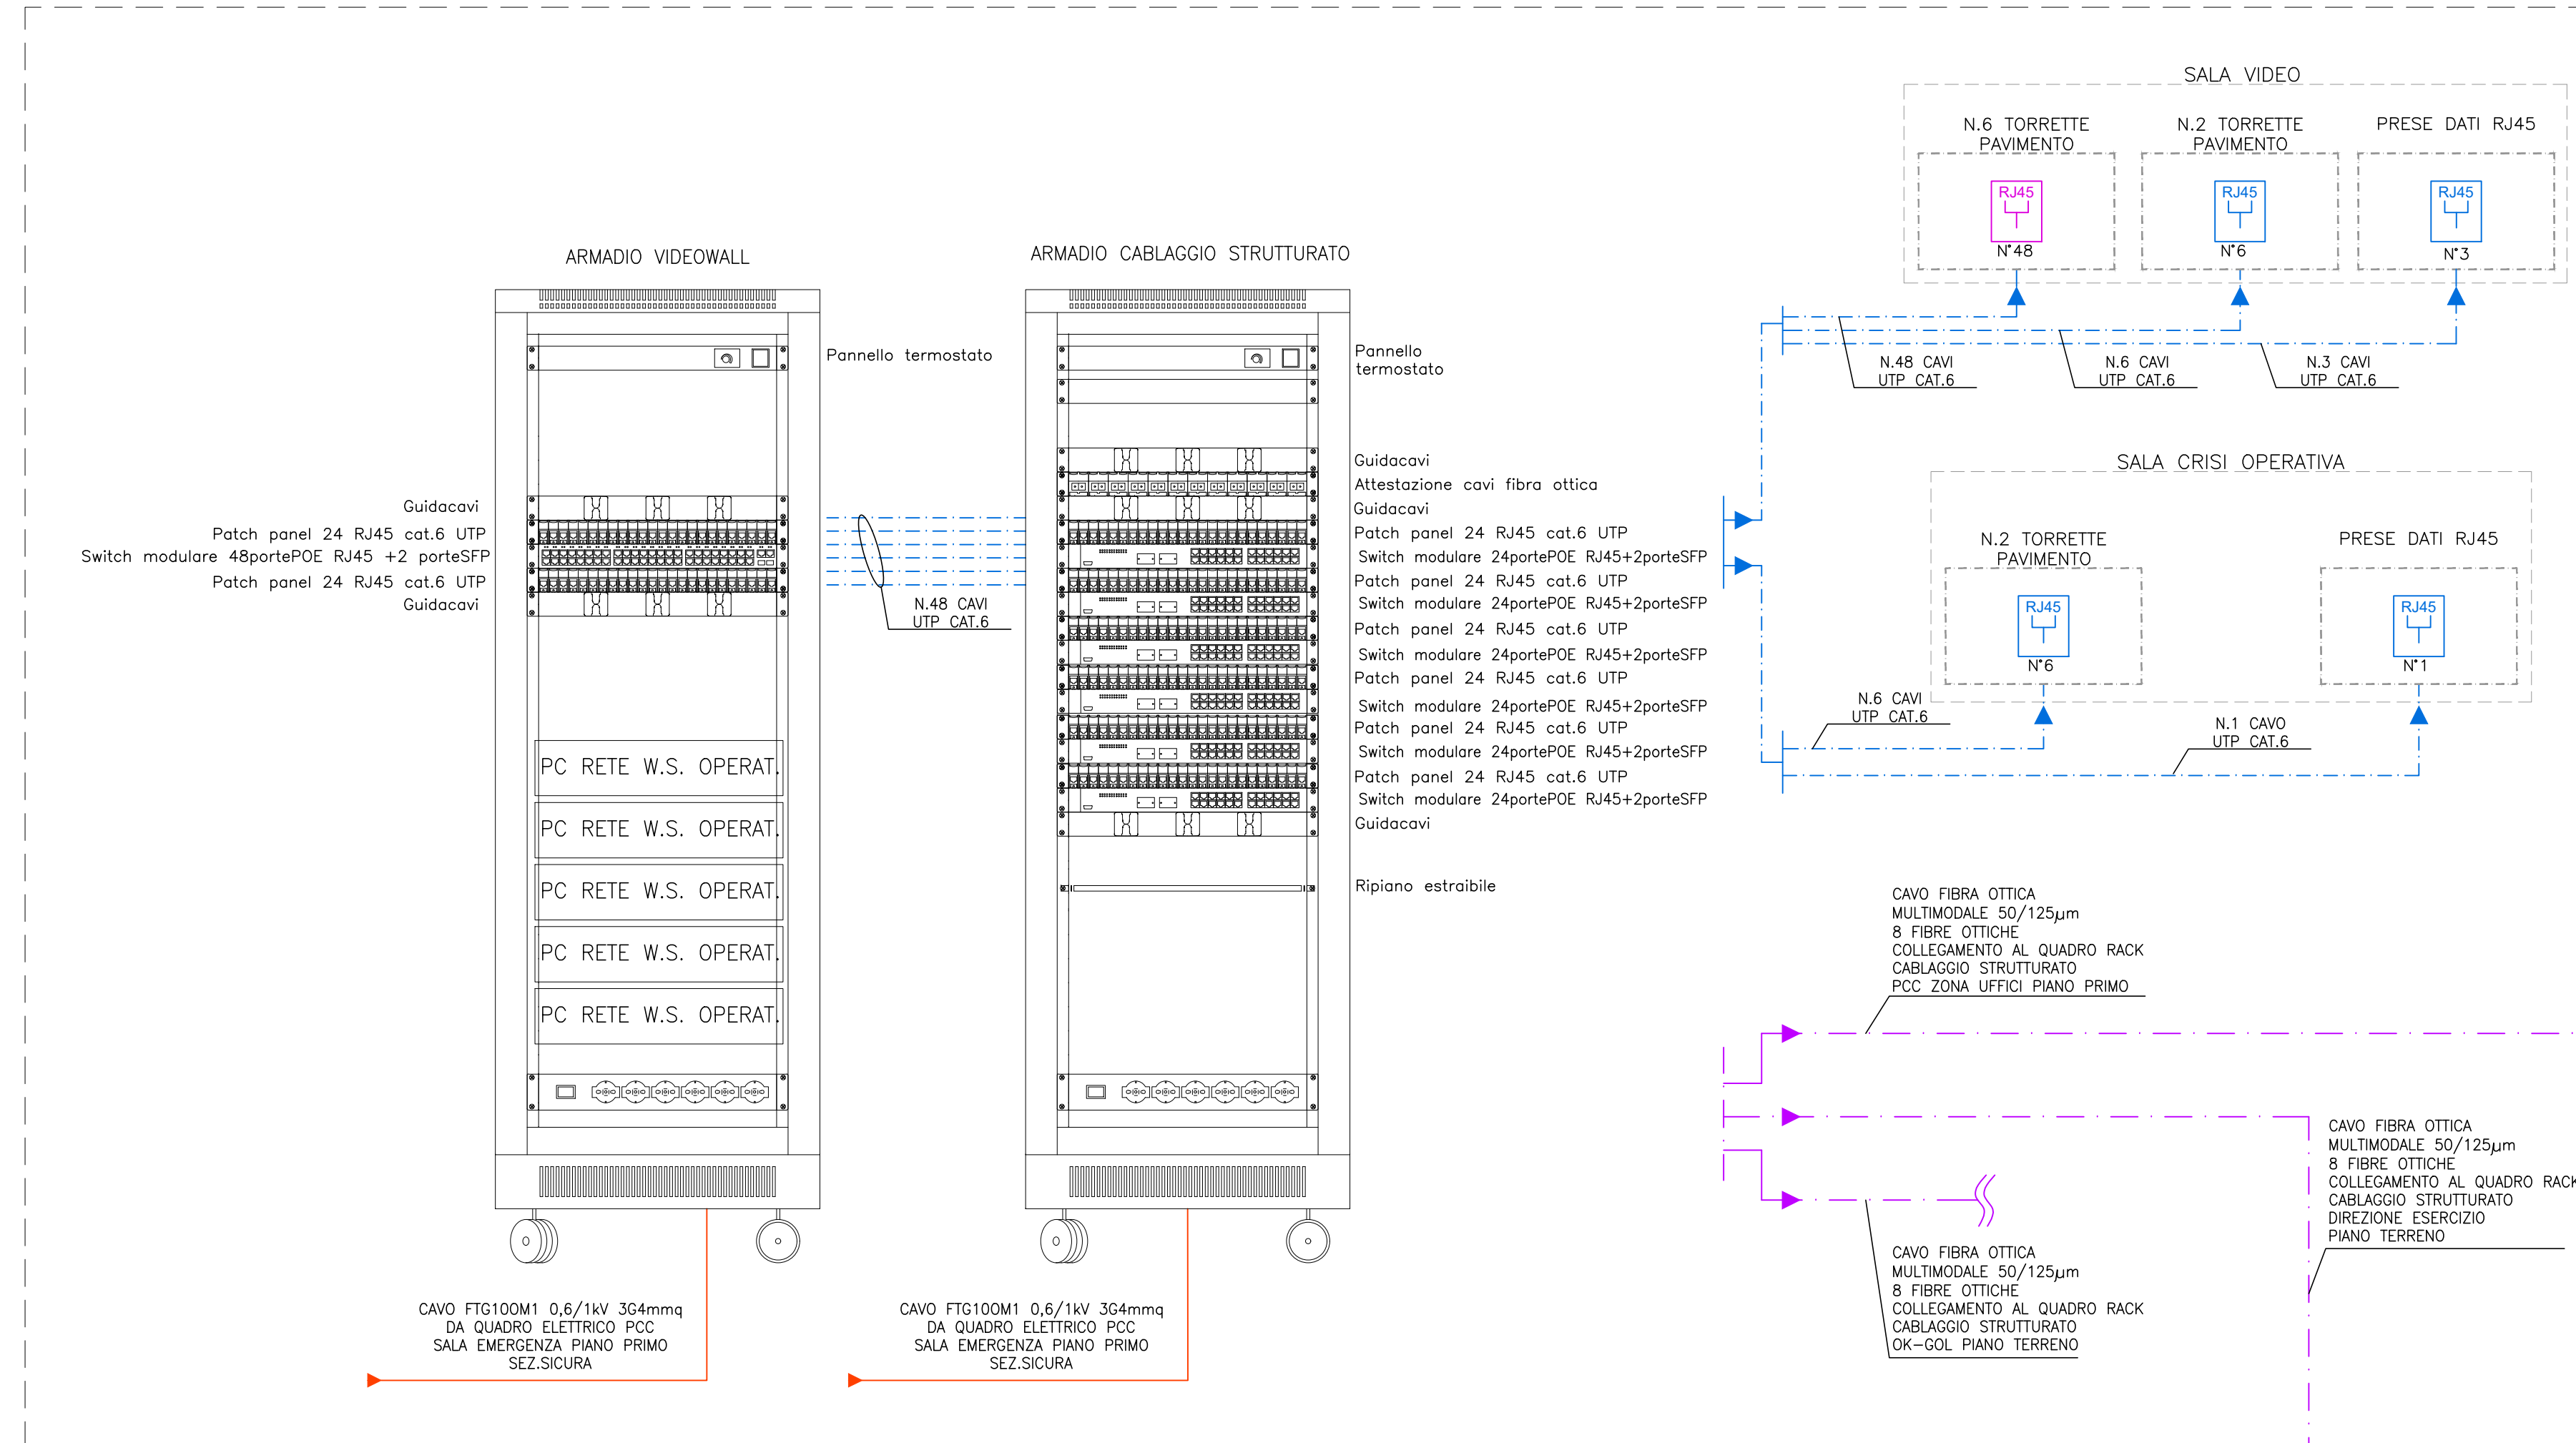 SALA VIDEO
N.6 TORRETTE
PAVIMENTO
N.2 TORRETTE
PAVIMENTO
PRESE DATI RJ45
RJ45
RJ45
RJ45
N°48
N°6
N°3
N.48 CAVI
UTP CAT.6
N.6 CAVI
UTP CAT.6
N.3 CAVI
UTP CAT.6
ARMADIO VIDEOWALL
Pannello termostato
Guidacavi
Patch panel 24 RJ45 cat.6 UTP
Switch modulare 48portePOE RJ45 +2 porteSFP
Patch panel 24 RJ45 cat.6 UTP
Guidacavi
N.48 CAVI
UTP CAT.6
PC RETE W.S. OPERAT.
PC RETE W.S. OPERAT.
PC RETE W.S. OPERAT.
PC RETE W.S. OPERAT.
PC RETE W.S. OPERAT.
CAVO FTG10OM1 0,6/1kV 3G4mmq
DA QUADRO ELETTRICO PCC
SALA EMERGENZA PIANO PRIMO
SEZ.SICURA
ARMADIO CABLAGGIO STRUTTURATO
Pannello
termostato
Guidacavi
Attestazione cavi fibra ottica
Guidacavi
Patch panel 24 RJ45 cat.6 UTP
Switch modulare 24portePOE RJ45+2porteSFP
Patch panel 24 RJ45 cat.6 UTP
Switch modulare 24portePOE RJ45+2porteSFP
Patch panel 24 RJ45 cat.6 UTP
Switch modulare 24portePOE RJ45+2porteSFP
Patch panel 24 RJ45 cat.6 UTP
Switch modulare 24portePOE RJ45+2porteSFP
Patch panel 24 RJ45 cat.6 UTP
Switch modulare 24portePOE RJ45+2porteSFP
Patch panel 24 RJ45 cat.6 UTP
Switch modulare 24portePOE RJ45+2porteSFP
Guidacavi
Ripiano estraibile
CAVO FTG10OM1 0,6/1kV 3G4mmq
DA QUADRO ELETTRICO PCC
SALA EMERGENZA PIANO PRIMO
SEZ.SICURA
SALA CRISI OPERATIVA
N.2 TORRETTE
PAVIMENTO
PRESE DATI RJ45
RJ45
RJ45
N°6
N°1
N.6 CAVI
UTP CAT.6
N.1 CAVO
UTP CAT.6
CAVO FIBRA OTTICA
MULTIMODALE 50/125µm
8 FIBRE OTTICHE
COLLEGAMENTO AL QUADRO RACK
CABLAGGIO STRUTTURATO
PCC ZONA UFFICI PIANO PRIMO
CAVO FIBRA OTTICA
MULTIMODALE 50/125µm
8 FIBRE OTTICHE
COLLEGAMENTO AL QUADRO RACK
CABLAGGIO STRUTTURATO
DIREZIONE ESERCIZIO
PIANO TERRENO
CAVO FIBRA OTTICA
MULTIMODALE 50/125µm
8 FIBRE OTTICHE
COLLEGAMENTO AL QUADRO RACK
CABLAGGIO STRUTTURATO
OK-GOL PIANO TERRENO